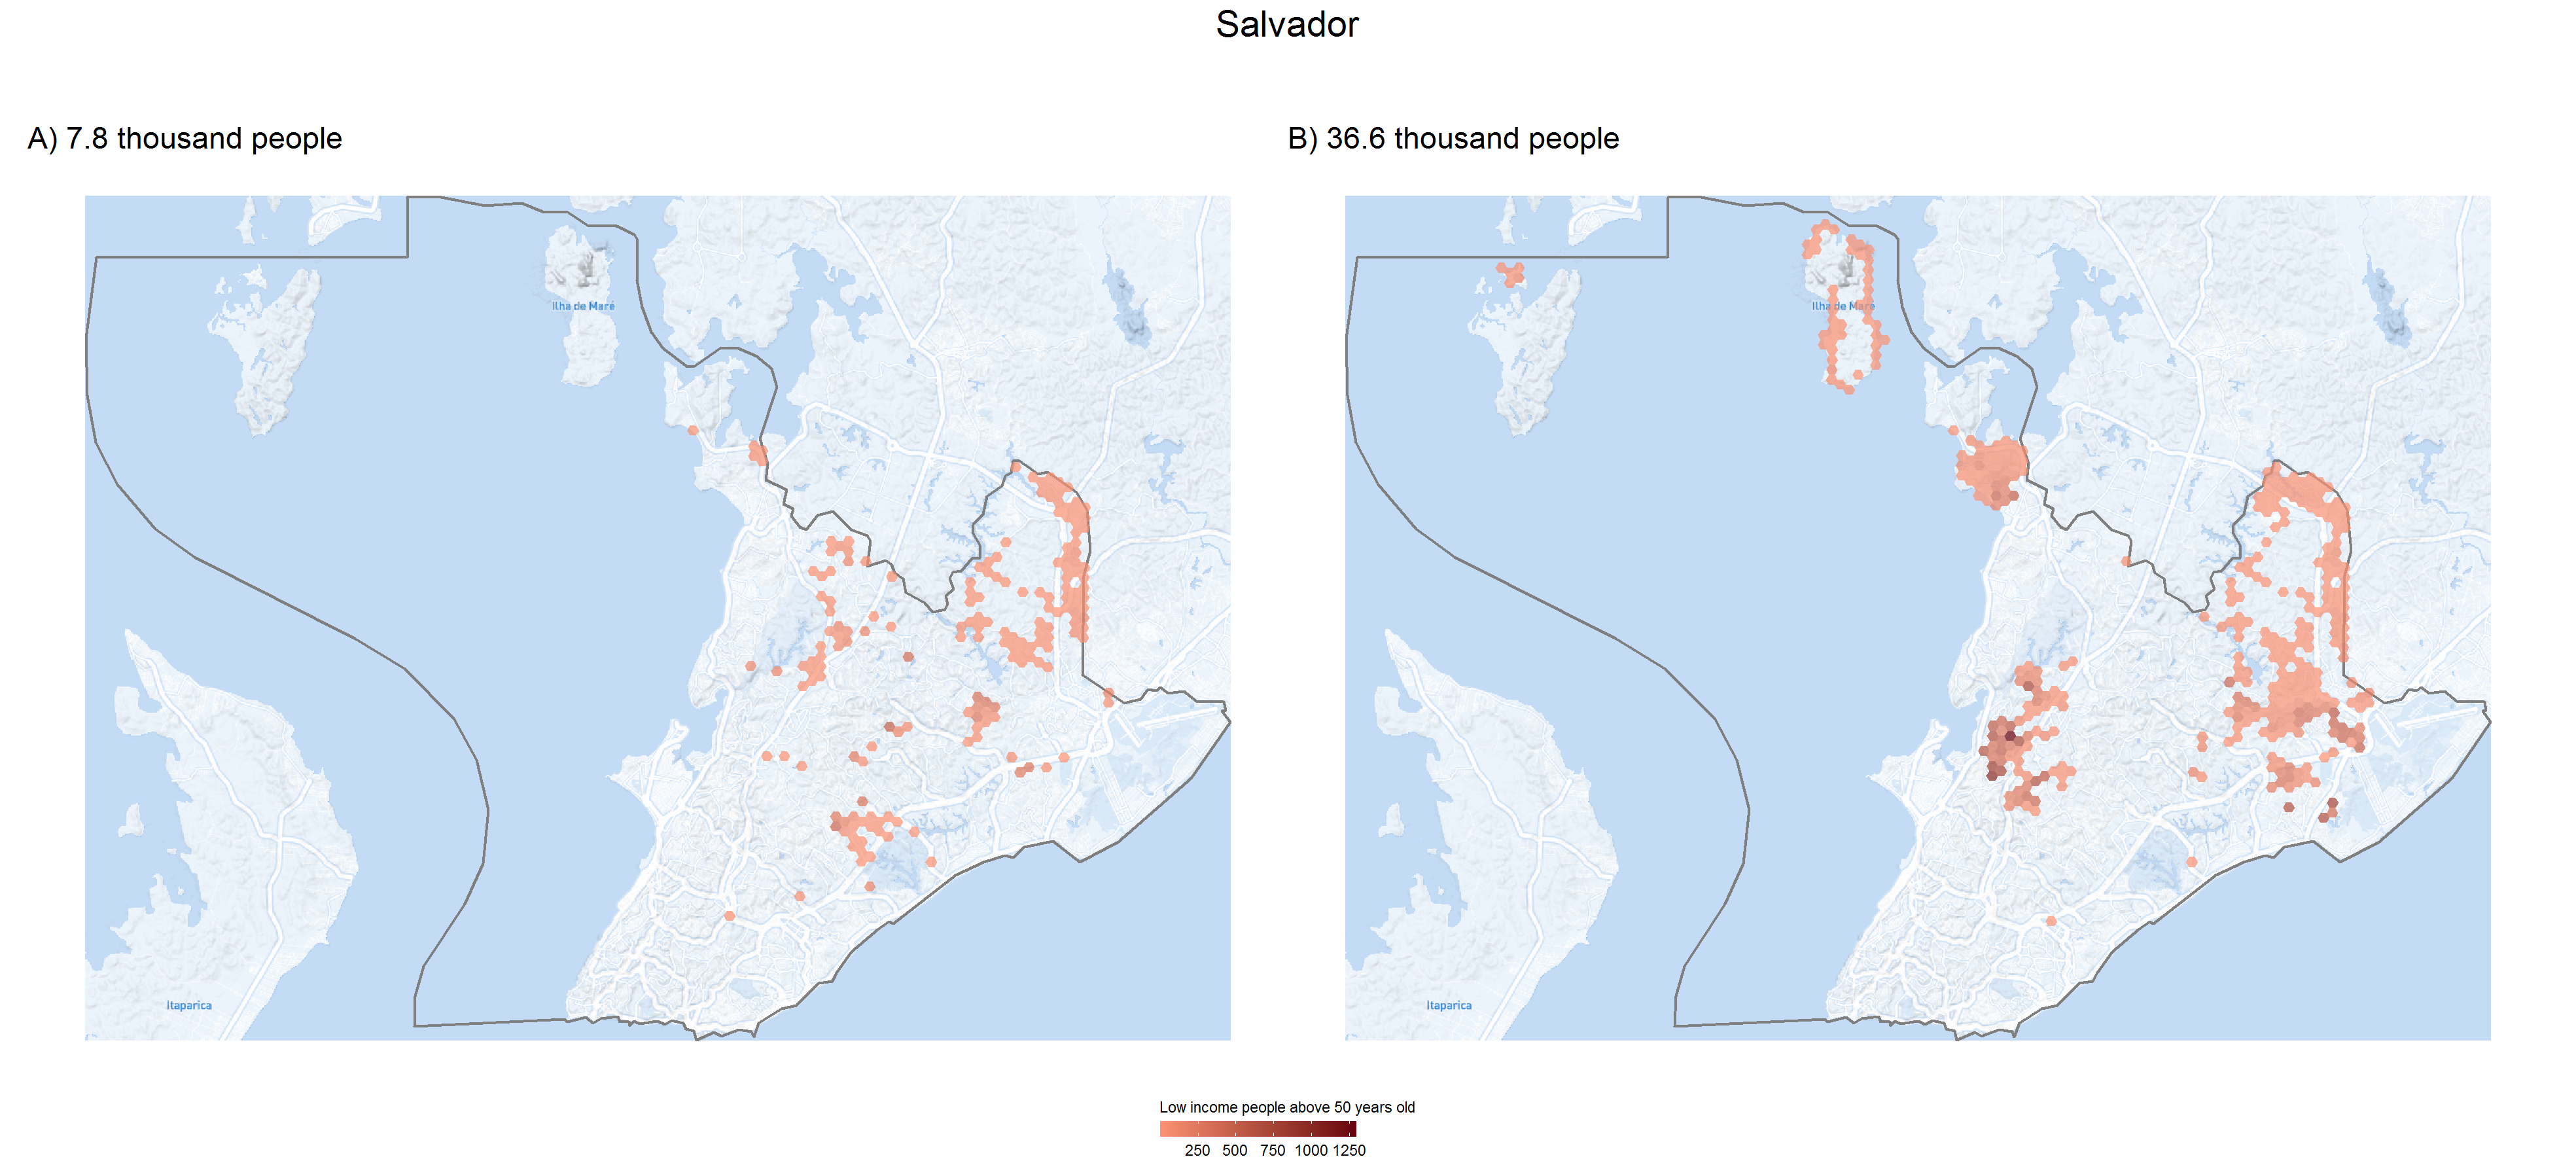 Salvador
A) 7.8 thousand people
B) 36.6 thousand people
Ilha de Maré
Ilha de Maré
Itaparica
Itaparica
Low income people above 50 years old
250 500 750 1000 1250